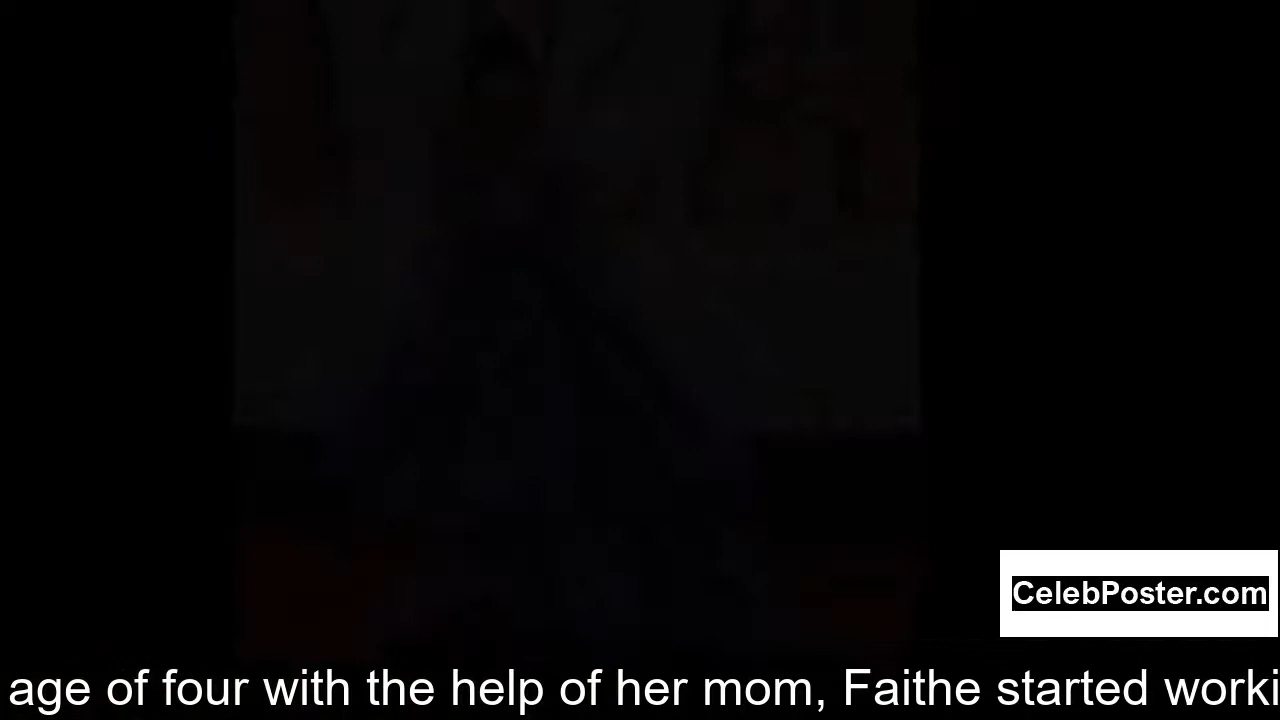 CelebPoster.com
age of four with the help of her mom, Faithe started worki